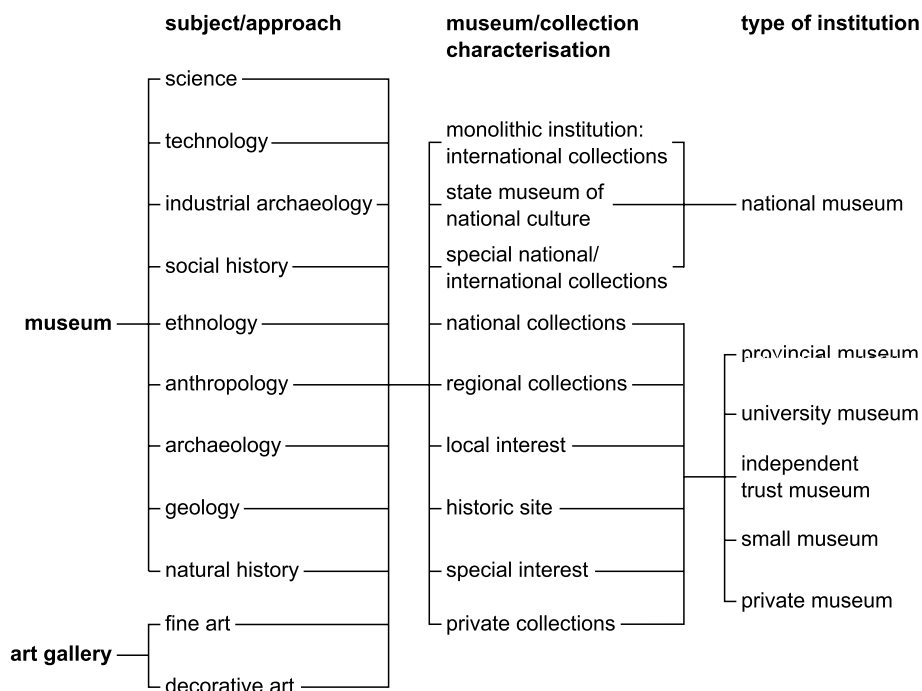 subject/approach
museum/collection
characterisation
type of institution
science
technology
industrial archaeology
social history
museum
ethnology
anthropology
archaeology
geology
natural history
art gallery
fine art
decorative art
monolithic institution:
international collections
state museum of
national culture
special national/
international collections
national collections
regional collections
local interest
historic site
special interest
private collections
national museum
provincial museum
university museum
independent
trust museum
small museum
private museum